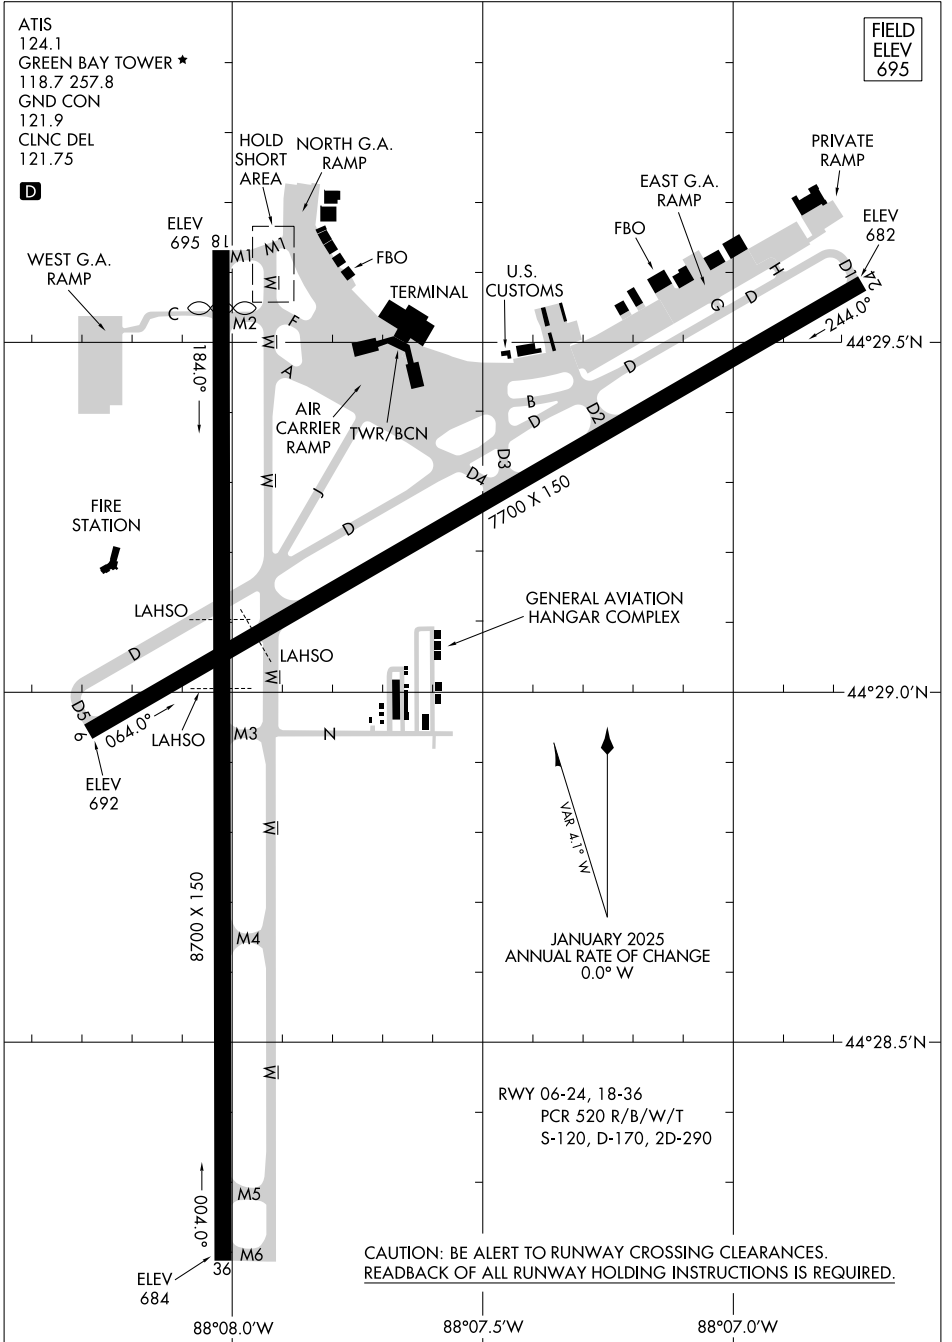 ATIS
124.1
GREEN BAY TOWER ★
118.7 257.8
GND CON
121.9
CLNC DEL
121.75
D
FIELD
ELEV
695
HOLD
SHORT
AREA
NORTH G.A.
RAMP
PRIVATE
RAMP
EAST G.A.
RAMP
FBO
ELEV
682
ELEV
695
18
M1
M1
WEST G.A.
RAMP
FBO
U.S.
CUSTOMS
TERMINAL
H
D1
24
M
G
D
C
M2
F
244.0°
M
44°29.5'N
184.0°
A
D
AIR
CARRIER
RAMP
TWR/BCN
B
D
D2
D3
D4
M
J
7700 X 150
FIRE
STATION
D
GENERAL AVIATION
HANGAR COMPLEX
LAHSO
LAHSO
D
M
44°29.0'N
D5
6
064.0°
LAHSO
M3
N
ELEV
692
VAR 4.1° W
M
8700 X 150
M4
JANUARY 2025
ANNUAL RATE OF CHANGE
0.0° W
44°28.5'N
M
RWY 06-24, 18-36
PCR 520 R/B/W/T
S-120, D-170, 2D-290
004.0°
M5
M6
36
ELEV
684
CAUTION: BE ALERT TO RUNWAY CROSSING CLEARANCES.
READBACK OF ALL RUNWAY HOLDING INSTRUCTIONS IS REQUIRED.
88°08.0'W
88°07.5'W
88°07.0'W